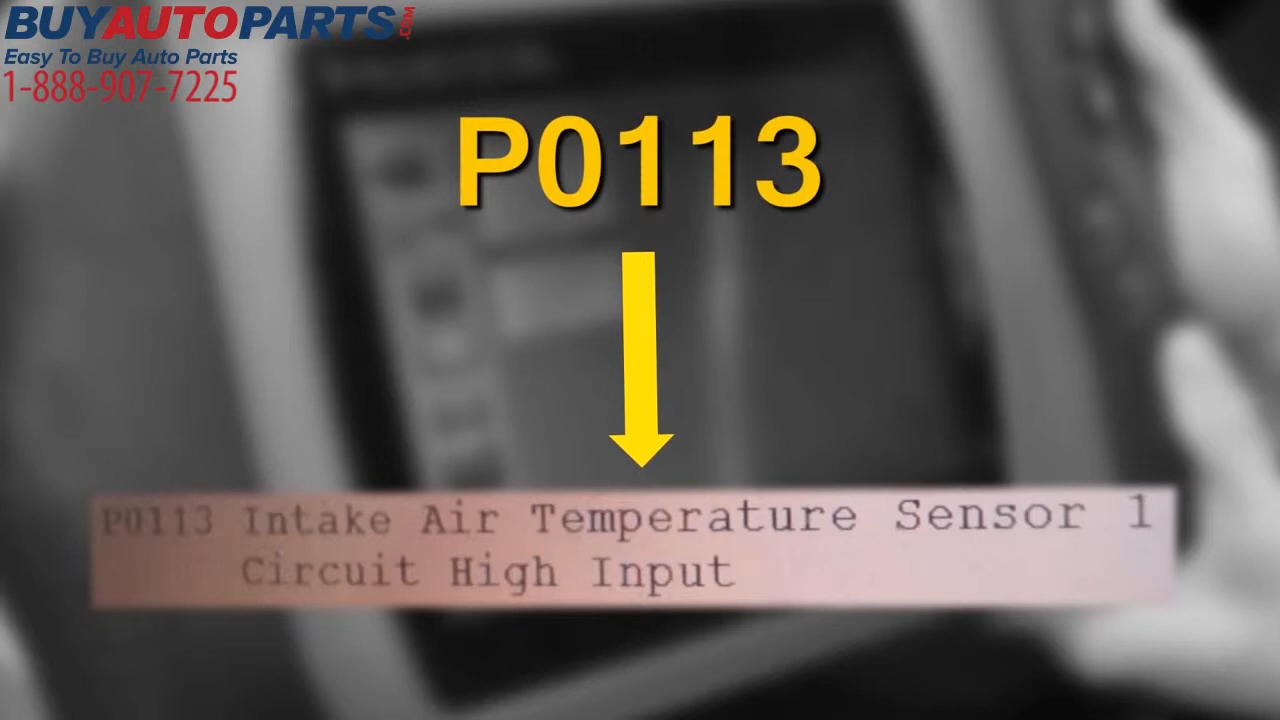 BUYAUTOPARTS.COM
Easy To Buy Auto Parts
1-888-907-7225
P0113
P0113 Intake Air Temperature Sensor 1
Circuit High Input